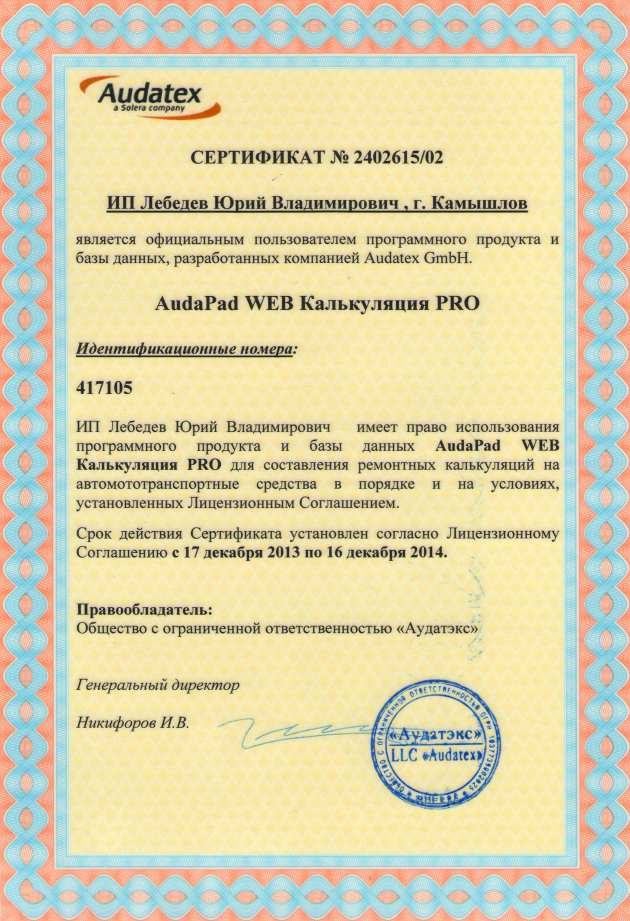 Audatex
a Solera company
СЕРТИФИКАТ № 2402615/02
ИП Лебедев Юрий Владимирович , г. Камышлов
является официальным пользователем программного продукта и
базы данных, разработанных компанией Audatex GmbH.
AudaPad WEB Калькуляция PRO
Идентификационные номера:
417105
ИП Лебедев Юрий Владимирович имеет право использования
программного продукта и базы данных AudaPad WEB
Калькуляция PRO для составления ремонтных калькуляций на
автомототранспортные средства в порядке и на условиях,
установленных Лицензионным Соглашением.
Срок действия Сертификата установлен согласно Лицензионному
Соглашению с 17 декабря 2013 по 16 декабря 2014.
Правообладатель:
Общество с ограниченной ответственностью «Аудатэкс»
Генеральный директор
Никифоров И.В.
ОБЩЕСТВО С ОГРАНИЧЕННОЙ ОТВЕТСТВЕННОСТЬЮ
«Аудатэкс»
LLC «Audatex»